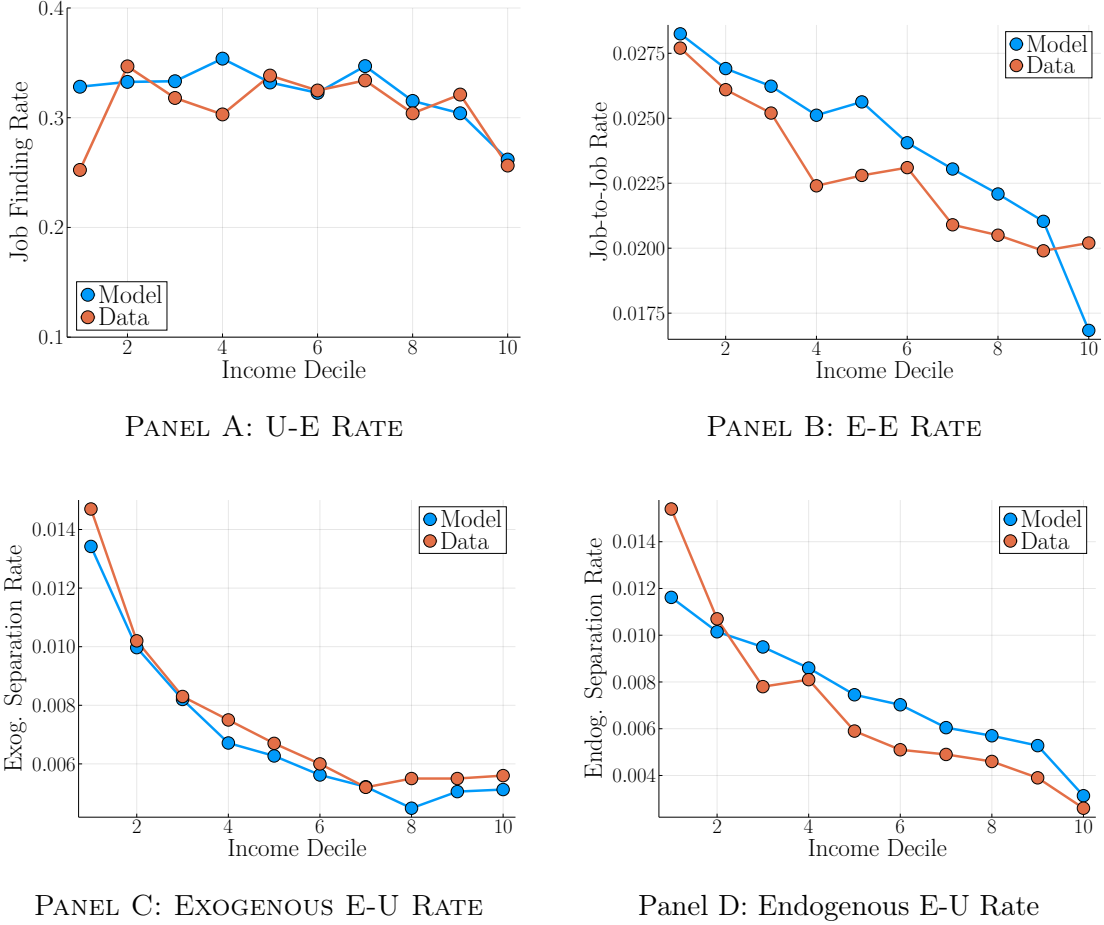 0.4
0.3
0.2
0.1
Job Finding Rate
Model
Data
2 4 6 8 10
Income Decile
PANEL A: U-E RATE
0.0275
0.0250
0.0225
0.0200
0.0175
Job-to-Job Rate
Model
Data
2 4 6 8 10
Income Decile
PANEL B: E-E RATE
0.014
0.012
0.010
0.008
0.006
Exog. Separation Rate
Model
Data
2 4 6 8 10
Income Decile
PANEL C: EXOGENOUS E-U RATE
0.014
0.012
0.010
0.008
0.006
0.004
Endog. Separation Rate
Model
Data
2 4 6 8 10
Income Decile
Panel D: Endogenous E-U Rate